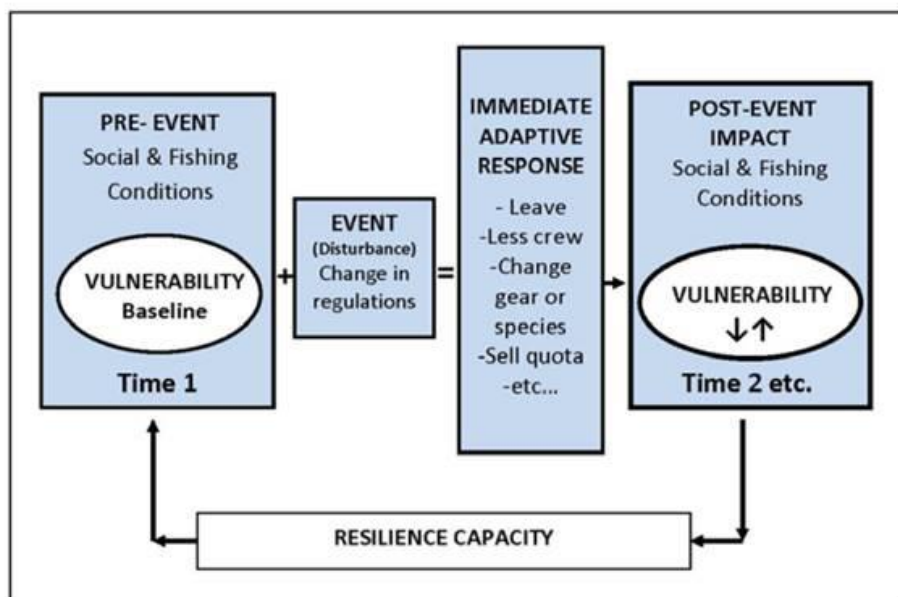 PRE- EVENT
Social & Fishing
Conditions
VULNERABILITY
Baseline
Time 1
+
EVENT
(Disturbance)
Change in
regulations
=
IMMEDIATE
ADAPTIVE
RESPONSE
- Leave
-Less crew
-Change
gear or
species
-Sell quota
-etc...
POST-EVENT
IMPACT
Social & Fishing
Conditions
VULNERABILITY
↓↑
Time 2 etc.
RESILIENCE CAPACITY